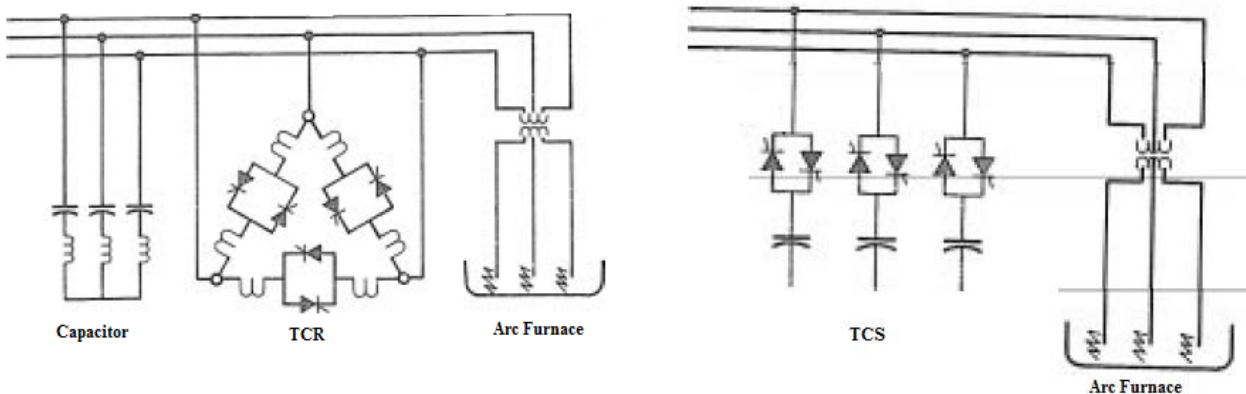 Capacitor
TCR
Arc Furnace
TCS
Arc Furnace